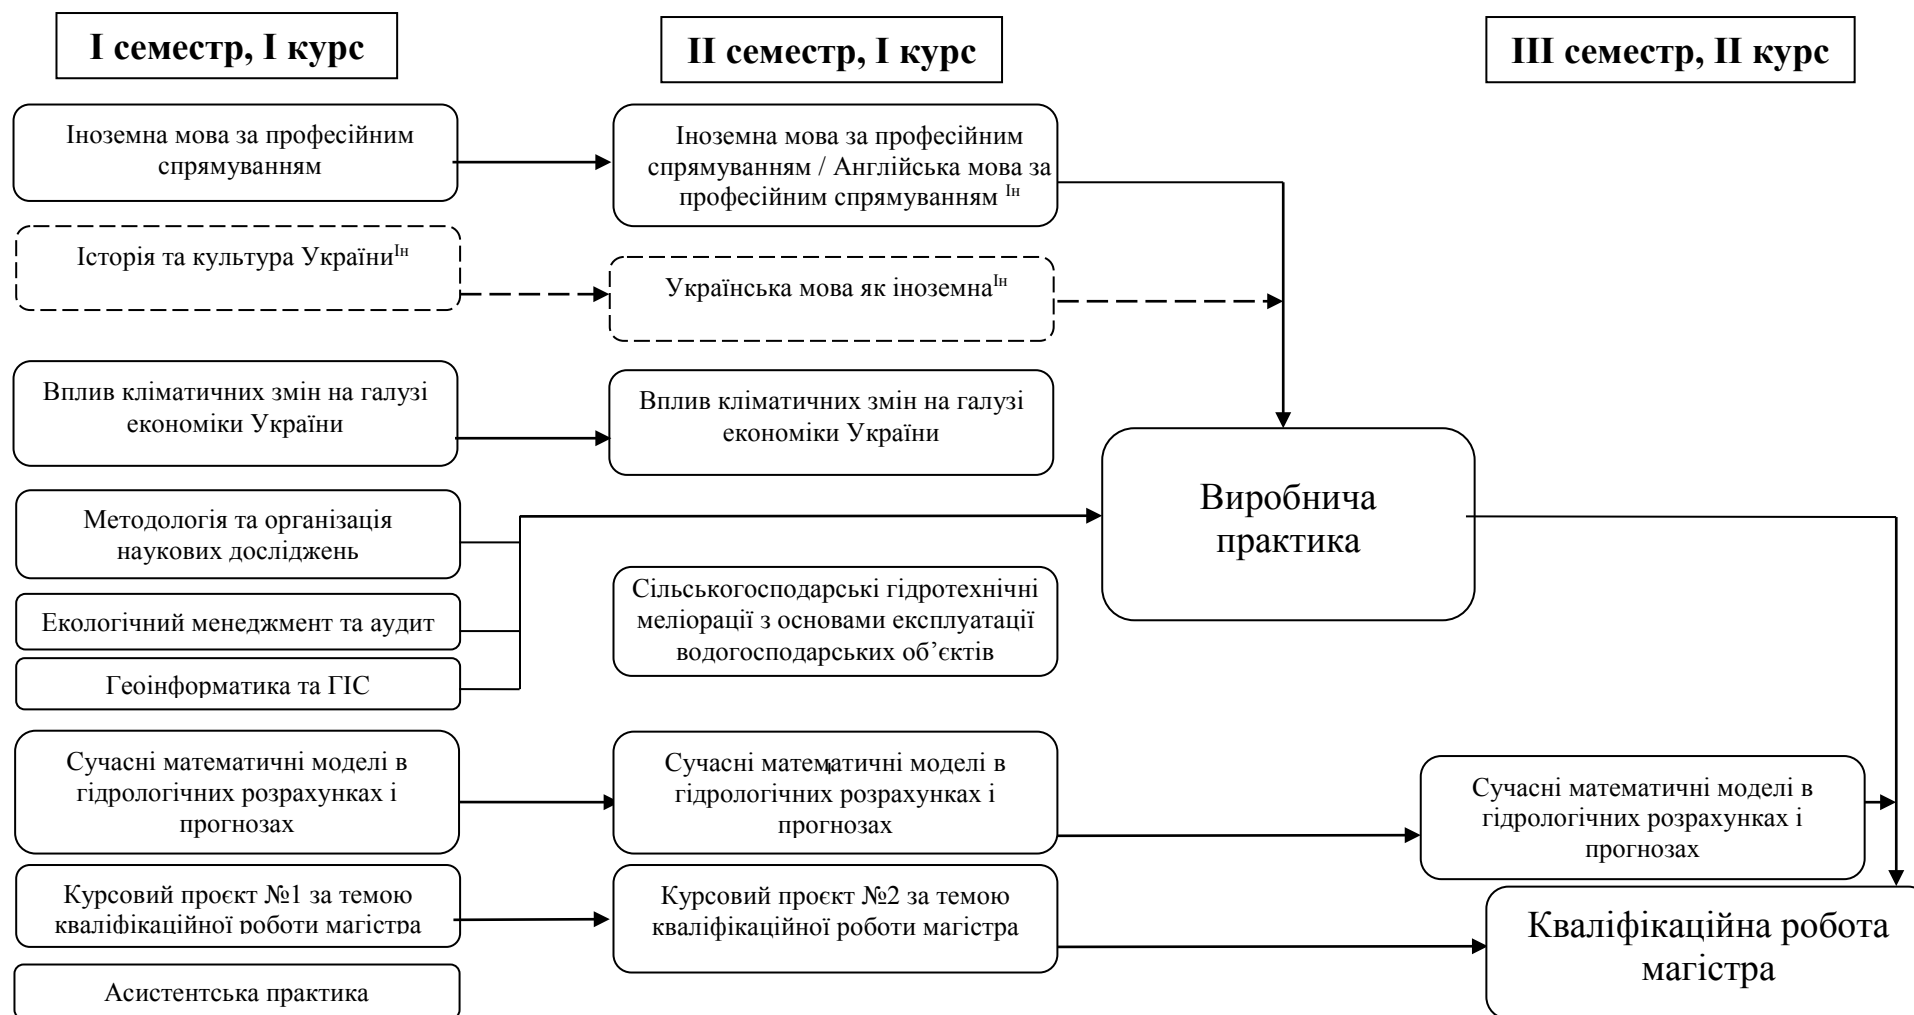 I семестр, I курс
II семестр, I курс
III семестр, II курс
Іноземна мова за професійним
спрямуванням
Іноземна мова за професійним
спрямуванням / Англійська мова за
професійним спрямуванням Ін
Історія та культура УкраїниІн
Українська мова як іноземнаІн
Вплив кліматичних змін на галузі
економіки України
Вплив кліматичних змін на галузі
економіки України
Виробнича
практика
Методологія та організація
наукових досліджень
Екологічний менеджмент та аудит
Геоінформатика та ГІС
Сільськогосподарські гідротехнічні
меліорації з основами експлуатації
водогосподарських об’єктів
Сучасні математичні моделі в
гідрологічних розрахунках і
прогнозах
Сучасні математичні моделі в
гідрологічних розрахунках і
прогнозах
Сучасні математичні моделі в
гідрологічних розрахунках і
прогнозах
Курсовий проєкт №1 за темою
кваліфікаційної роботи магістра
Курсовий проєкт №2 за темою
кваліфікаційної роботи магістра
Кваліфікаційна робота
магістра
Асистентська практика